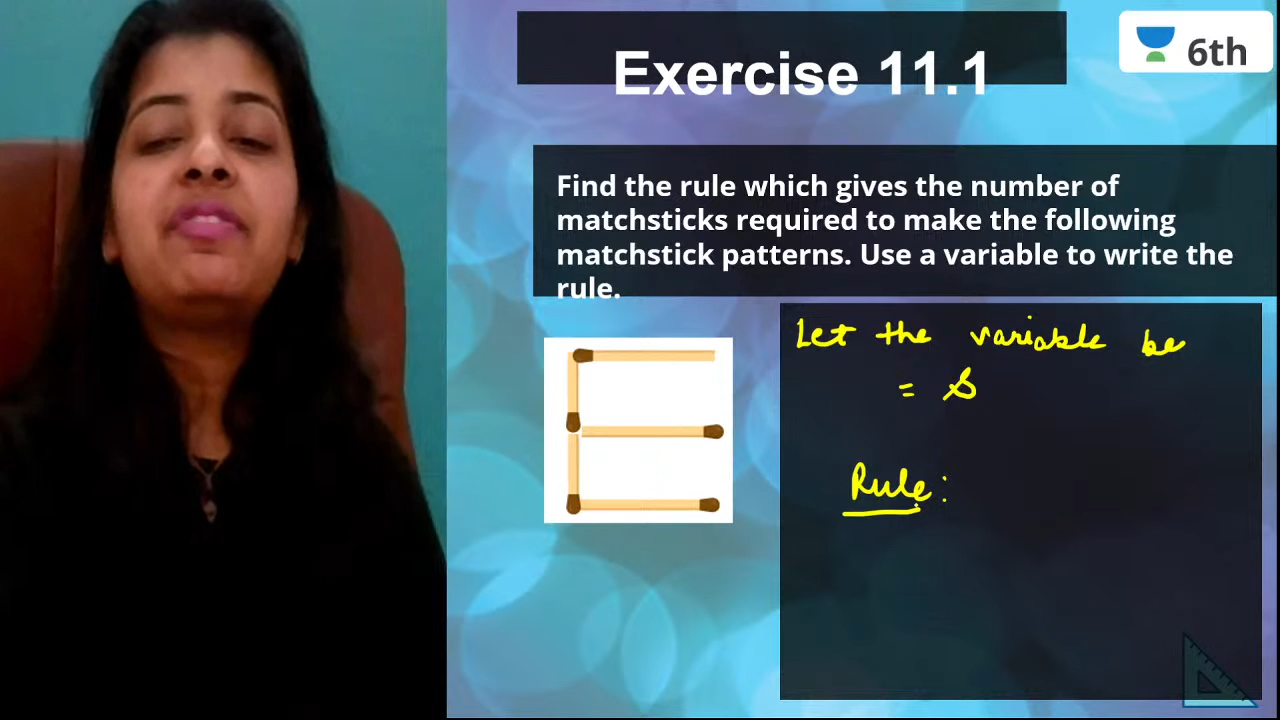 Exercise 11.1
6th
Find the rule which gives the number of
matchsticks required to make the following
matchstick patterns. Use a variable to write the
rule.
Let the variable be
= S
Rule: